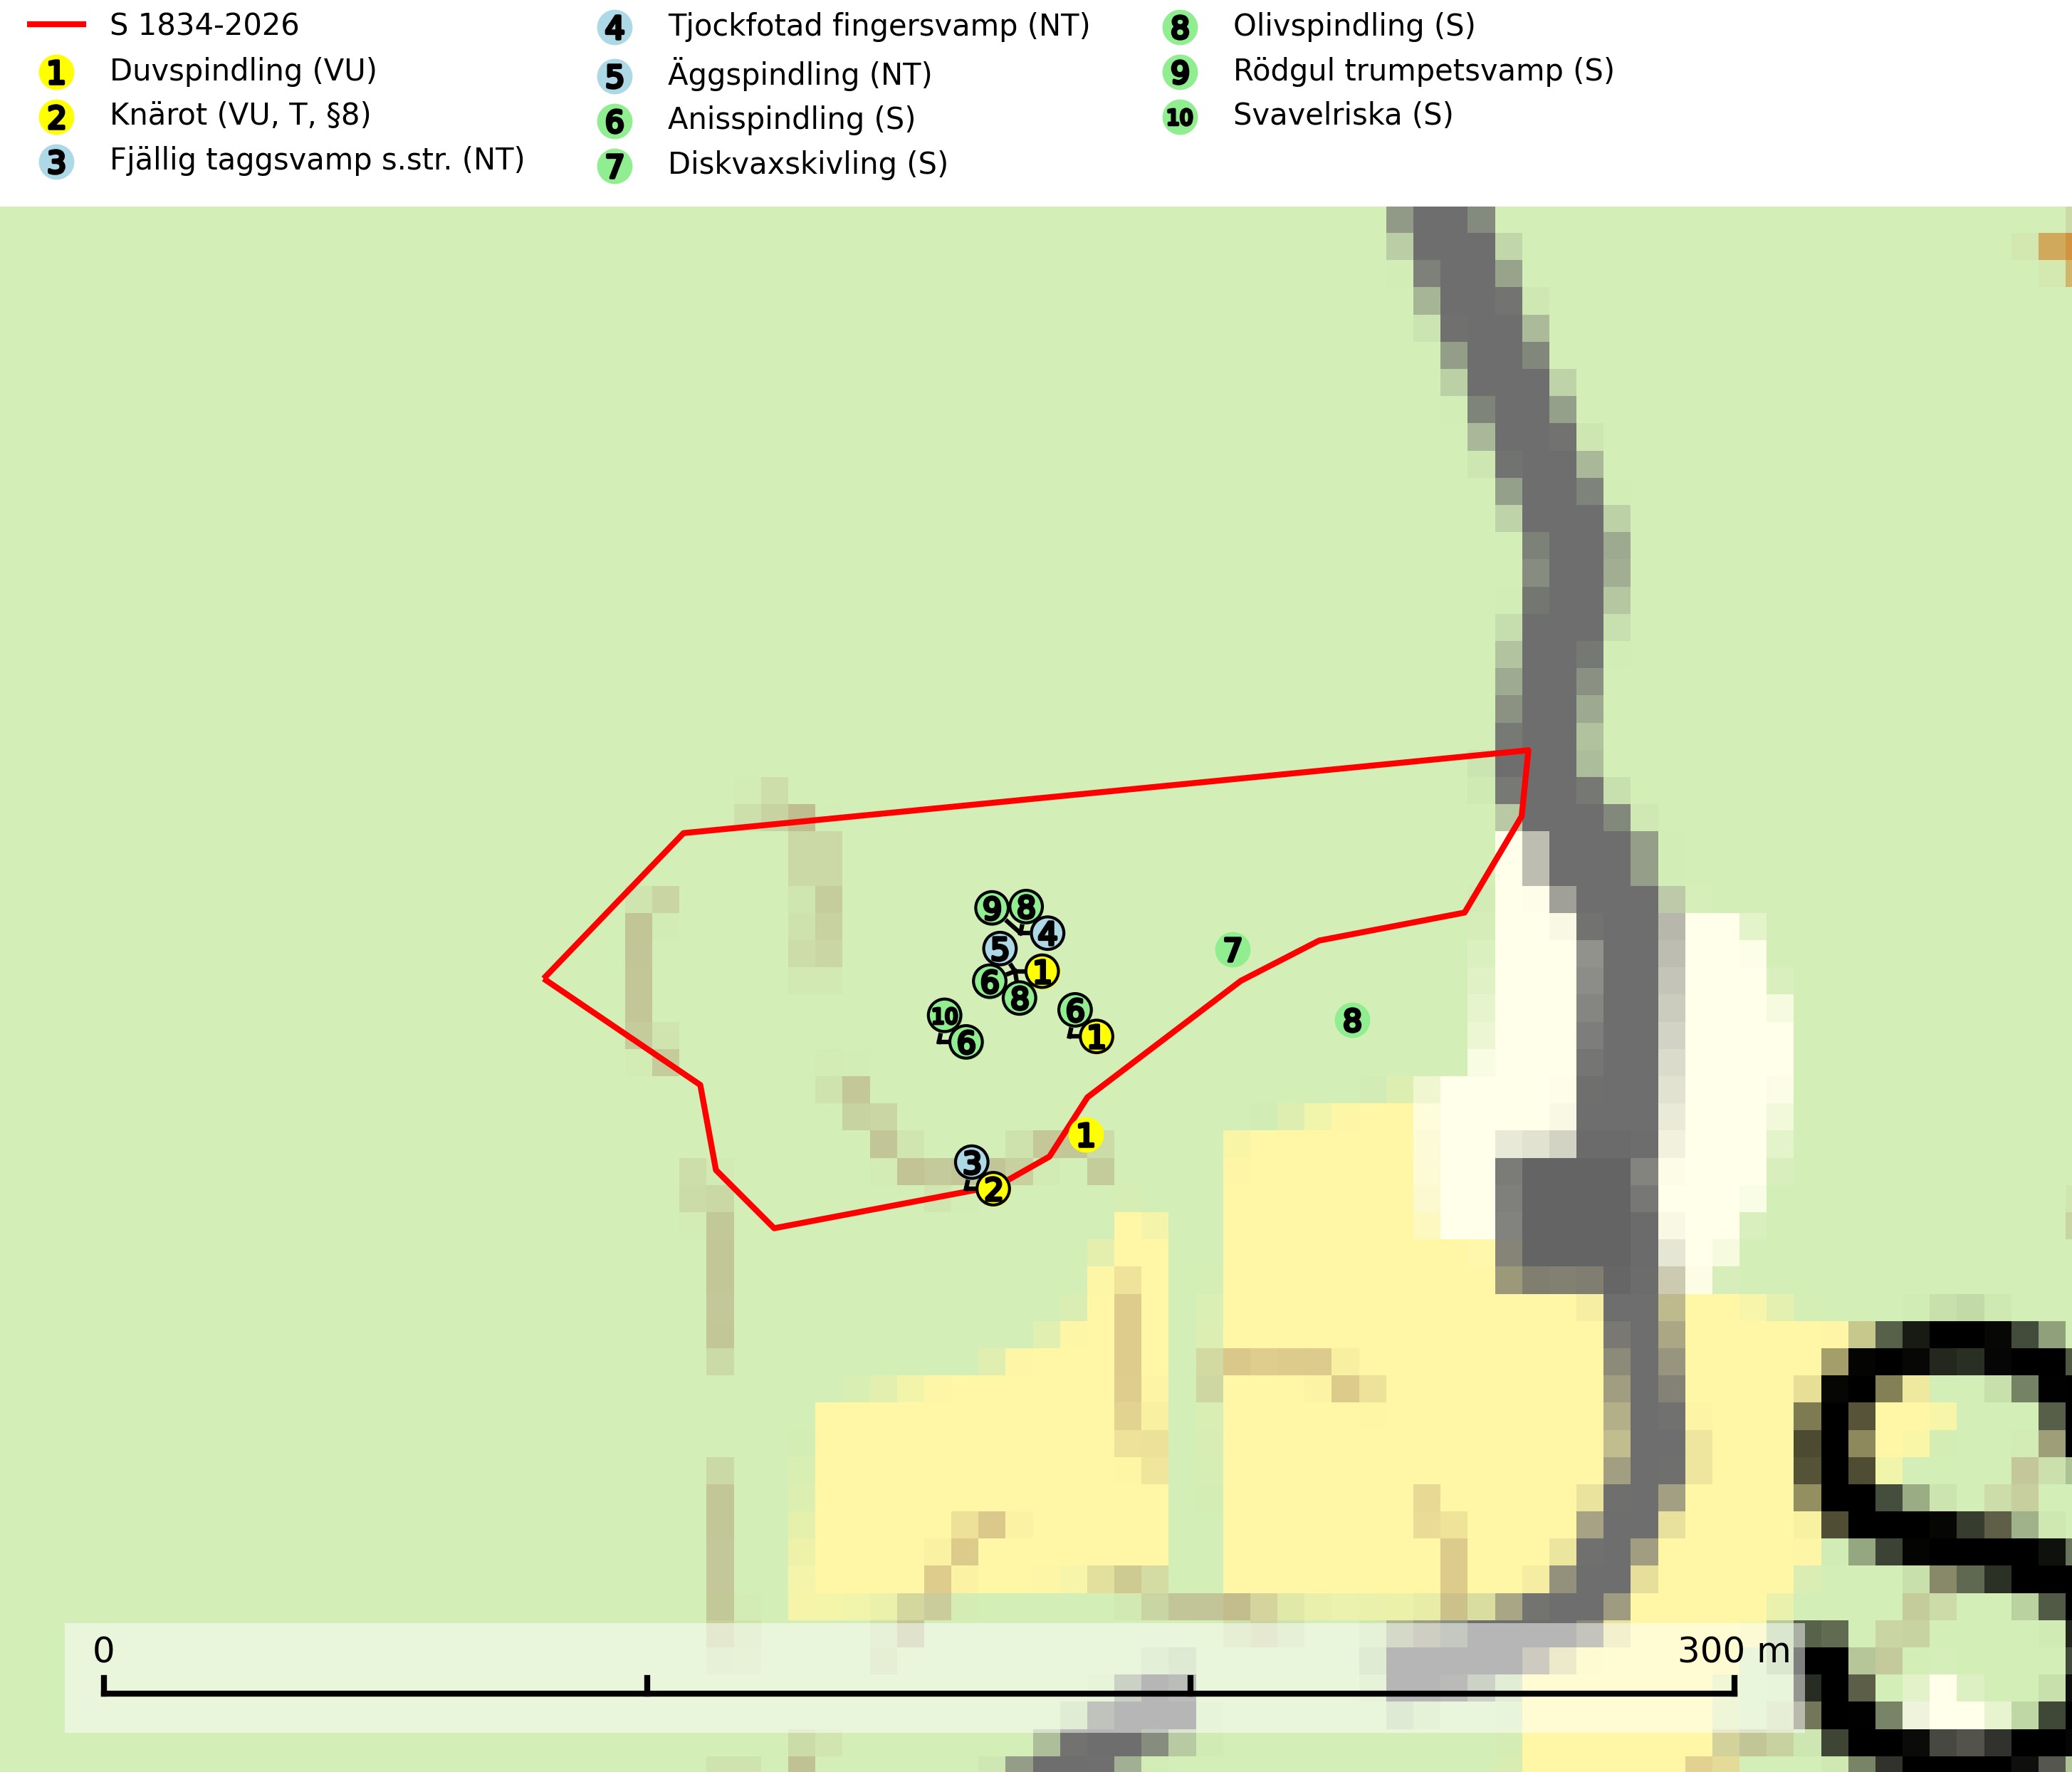 S 1834-2026
1 Duvspindling (VU)
2 Knärot (VU, T, §8)
3 Fjällig taggsvamp s.str. (NT)
4 Tjockfotad fingersvamp (NT)
5 Äggspindling (NT)
6 Anisspindling (S)
7 Diskvaxskivling (S)
8 Olivspindling (S)
9 Rödgul trumpetsvamp (S)
10 Svavelriska (S)
9 8
4
5
1
6
8
7
10
6
6
1
8
1
3
2
0 300 m